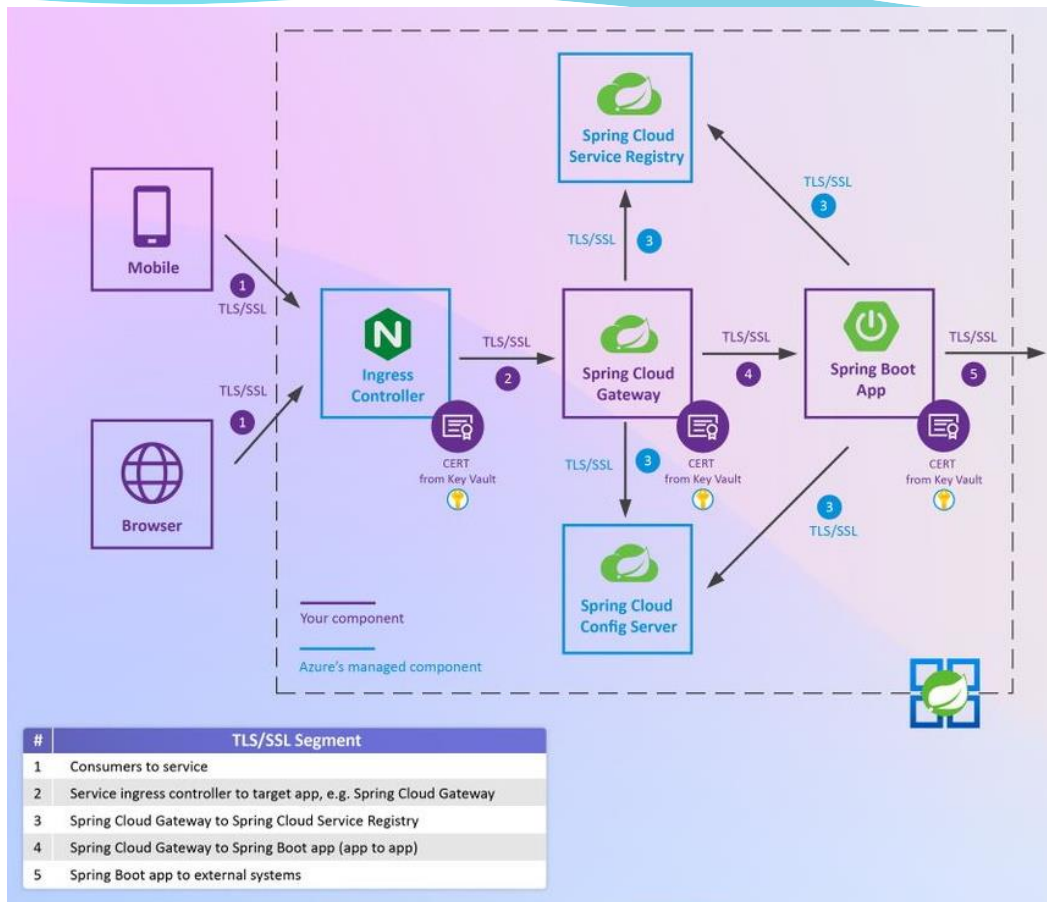 Spring Cloud
Service Registry
TLS/SSL
3
TLS/SSL
3
Mobile
1
TLS/SSL
N
Ingress
Controller
TLS/SSL
2
Spring Cloud
Gateway
TLS/SSL
4
Spring Boot
App
TLS/SSL
5
TLS/SSL
1
Browser
CERT
from Key Vault
TLS/SSL
3
CERT
from Key Vault
CERT
from Key Vault
3
TLS/SSL
Spring Cloud
Config Server
Your component
Azure's managed component
# TLS/SSL Segment
1 Consumers to service
2 Service ingress controller to target app, e.g. Spring Cloud Gateway
3 Spring Cloud Gateway to Spring Cloud Service Registry
4 Spring Cloud Gateway to Spring Boot app (app to app)
5 Spring Boot app to external systems